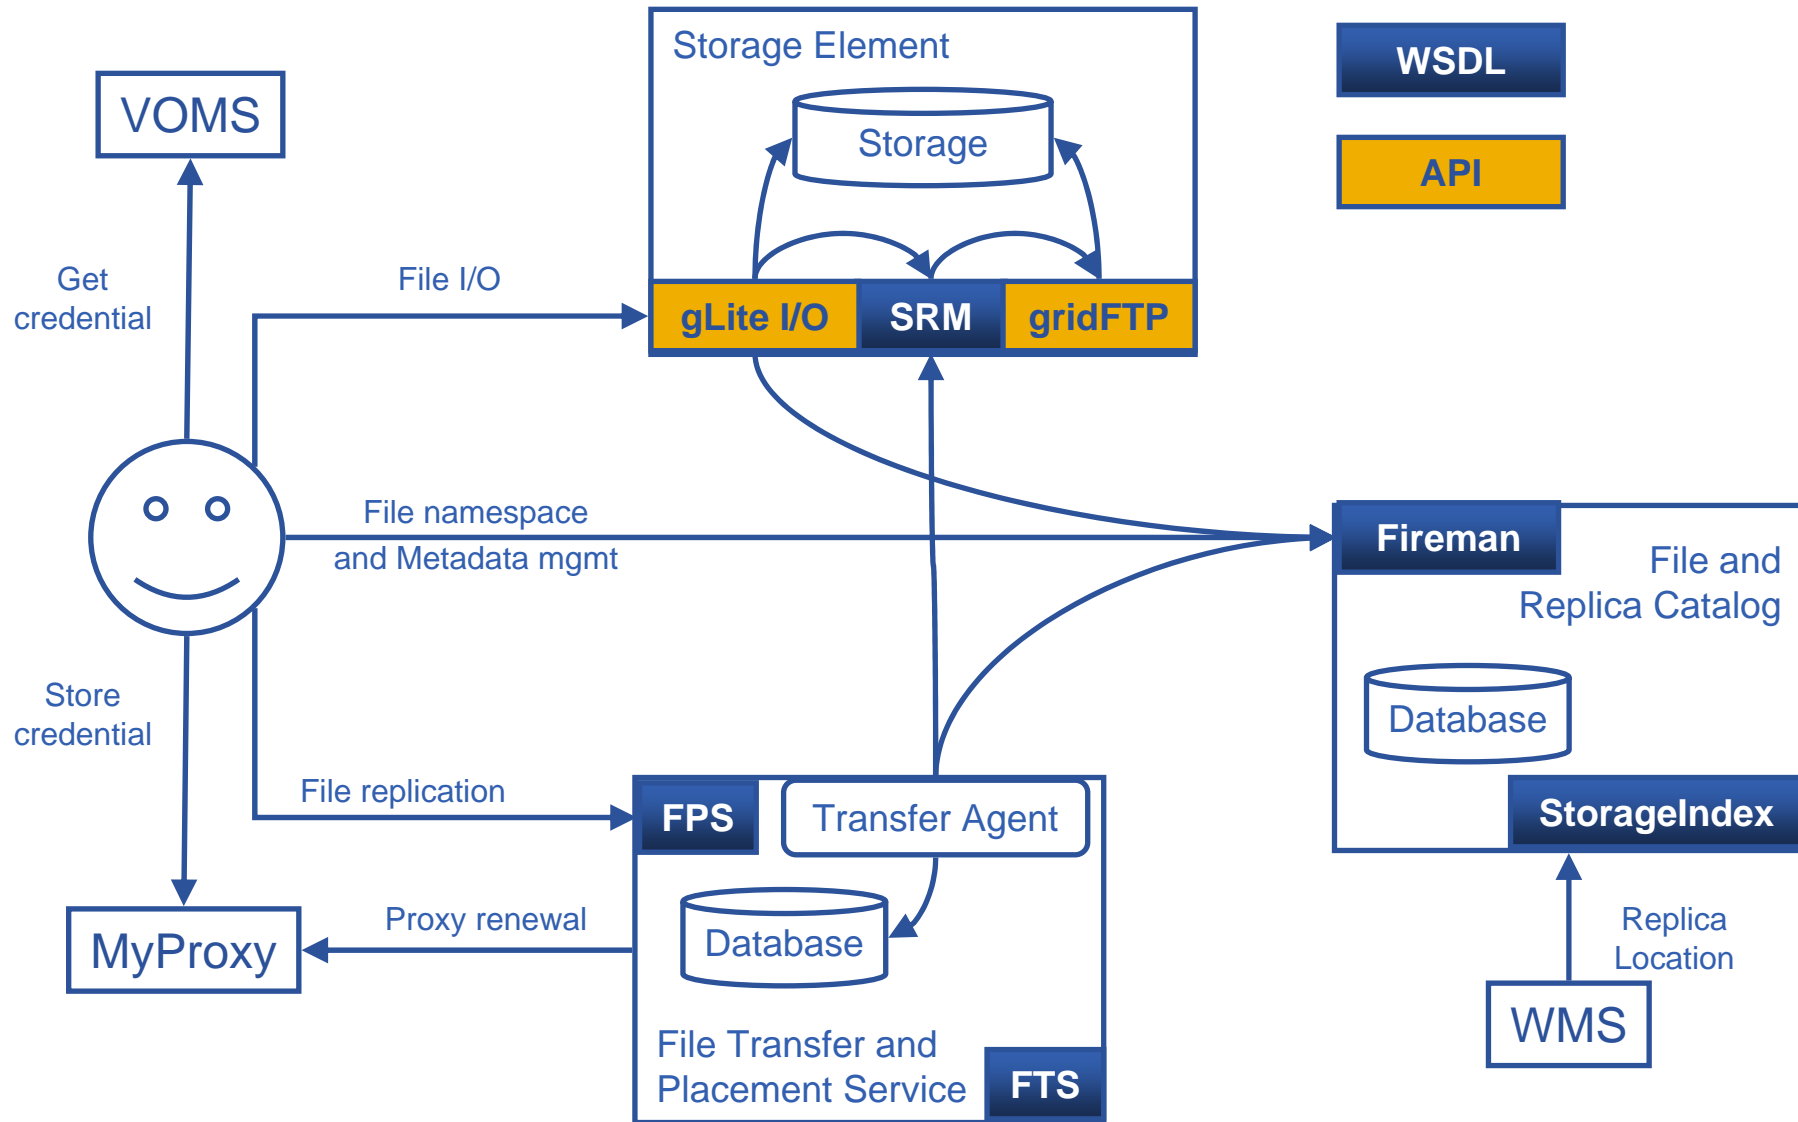 Storage Element
WSDL
VOMS
Storage
API
Get
credential
File I/O
gLite I/O
SRM
gridFTP
File namespace
and Metadata mgmt
Fireman
File and
Replica Catalog
Store
credential
Database
File replication
FPS
Transfer Agent
StorageIndex
MyProxy
Proxy renewal
Database
Replica
Location
WMS
File Transfer and
Placement Service
FTS